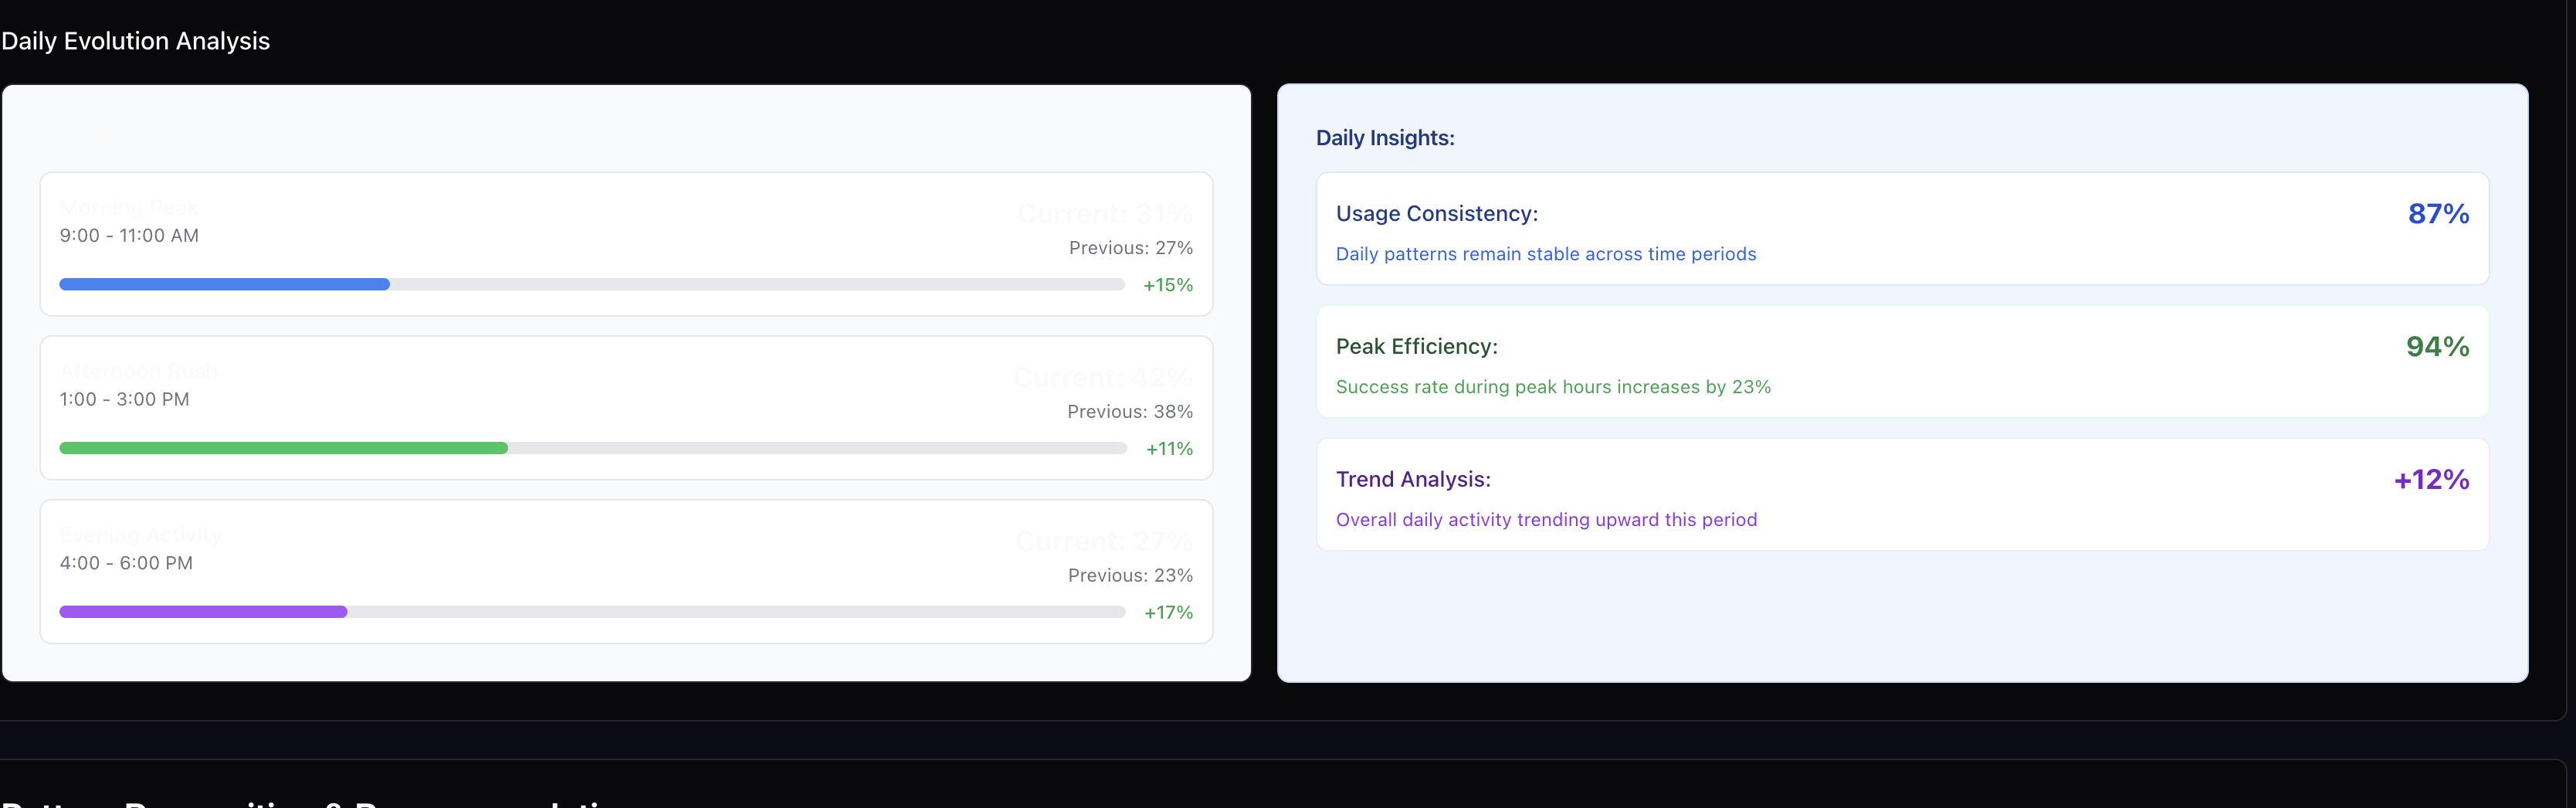 Daily Evolution Analysis
Morning Peak
Current: 31%
9:00 - 11:00 AM
Previous: 27%
+15%
Afternoon Rush
Current: 42%
1:00 - 3:00 PM
Previous: 38%
+11%
Evening Activity
Current: 27%
4:00 - 6:00 PM
Previous: 23%
+17%
Daily Insights:
Usage Consistency:
87%
Daily patterns remain stable across time periods
Peak Efficiency:
94%
Success rate during peak hours increases by 23%
Trend Analysis:
+12%
Overall daily activity trending upward this period